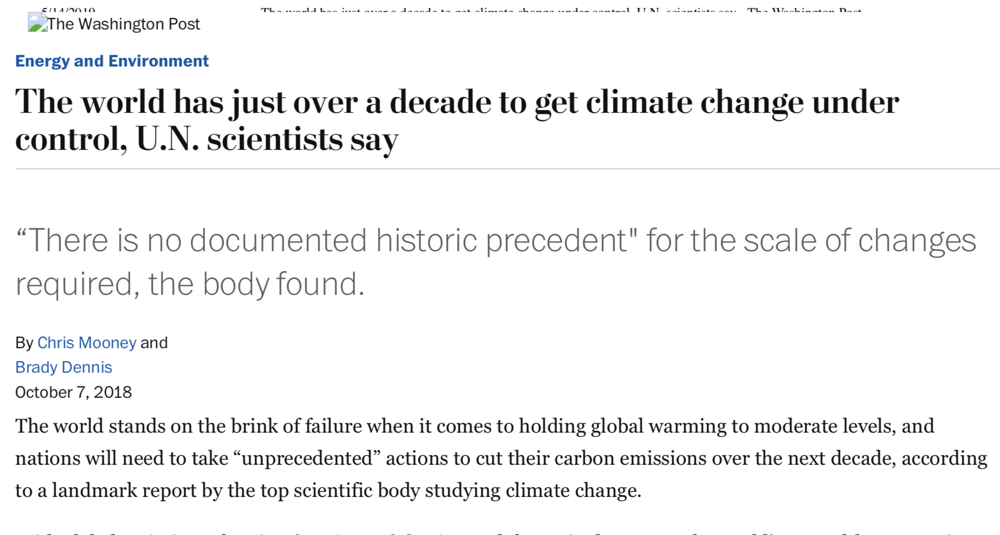 5/14/2019 The world has just over a decade to get climate change under control, U.N. scientists say - The Washington Post
The Washington Post
Energy and Environment
The world has just over a decade to get climate change under
control, U.N. scientists say
“There is no documented historic precedent" for the scale of changes
required, the body found.
By Chris Mooney and
Brady Dennis
October 7, 2018
The world stands on the brink of failure when it comes to holding global warming to moderate levels, and
nations will need to take “unprecedented” actions to cut their carbon emissions over the next decade, according
to a landmark report by the top scientific body studying climate change.